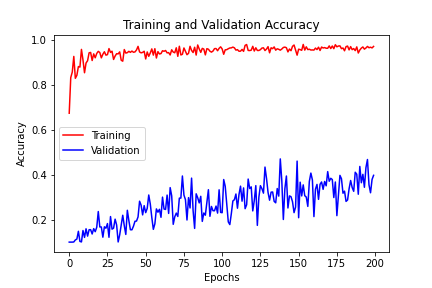 Training and Validation Accuracy
1.0
0.8
0.6
0.4
0.2
Accuracy
Training
Validation
0 25 50 75 100 125 150 175 200
Epochs